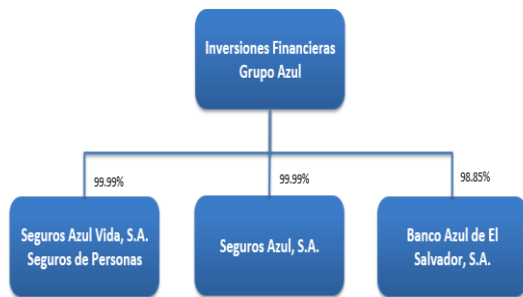 Inversiones Financieras
Grupo Azul
99.99%
99.99%
98.85%
Seguros Azul Vida, S.A.
Seguros de Personas
Seguros Azul, S.A.
Banco Azul de El
Salvador, S.A.